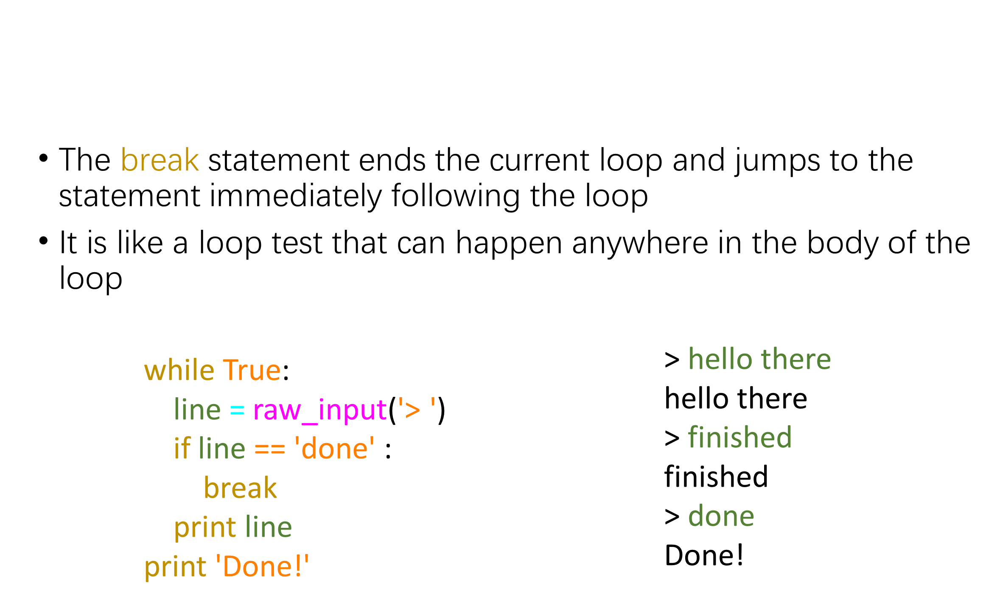 • The break statement ends the current loop and jumps to the
statement immediately following the loop
• It is like a loop test that can happen anywhere in the body of the
loop
while True:
    line = raw_input('> ')
    if line == 'done' :
        break
    print line
print 'Done!'
> hello there
hello there
> finished
finished
> done
Done!